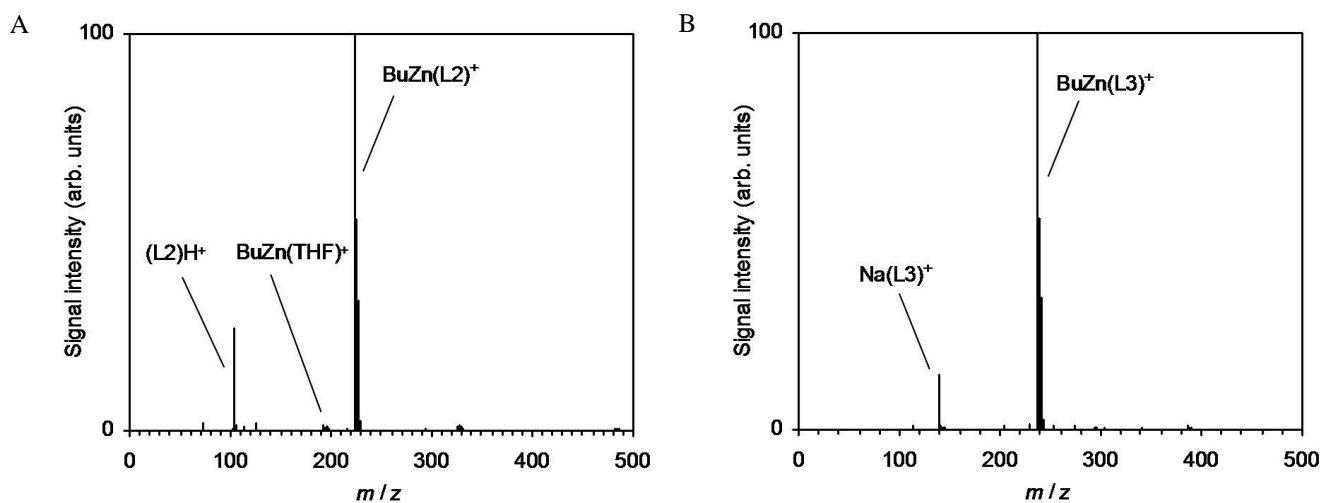 A
100
Signal intensity (arb. units)
BuZn(L2)⁺
(L2)H⁺
BuZn(THF)⁺
0
0 100 200 300 400 500
m / z
B
100
Signal intensity (arb. units)
BuZn(L3)⁺
Na(L3)⁺
0
0 100 200 300 400 500
m / z